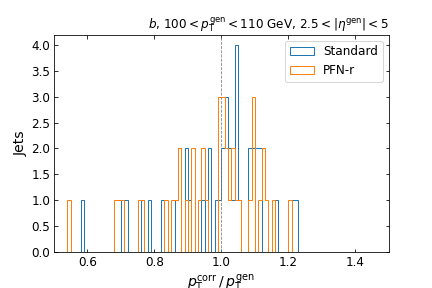 b, 100 < p_T^gen < 110 GeV, 2.5 < |η^gen| < 5
Standard
PFN-r
Jets
4.0
3.5
3.0
2.5
2.0
1.5
1.0
0.5
0.0
0.6 0.8 1.0 1.2 1.4
p_T^corr / p_T^gen